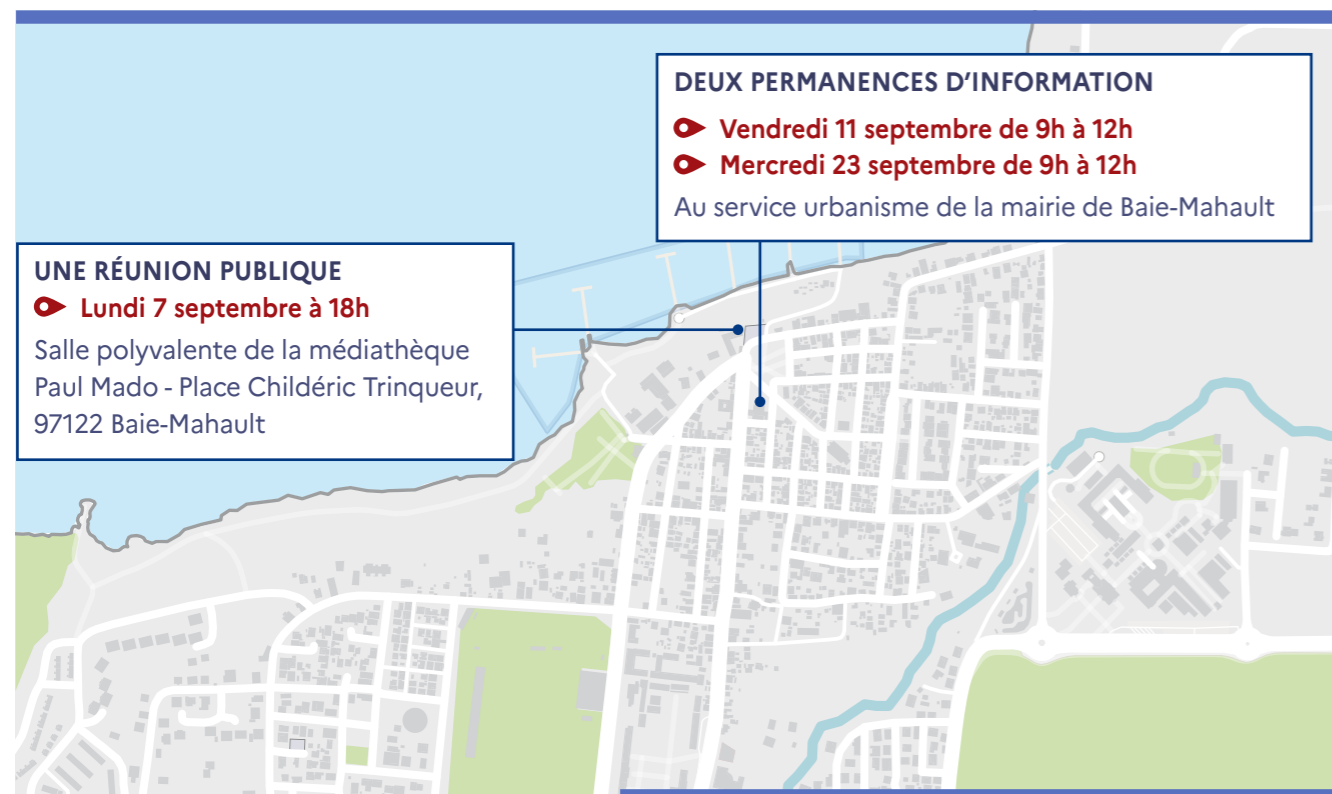 DEUX PERMANENCES D'INFORMATION
Vendredi 11 septembre de 9h à 12h
Mercredi 23 septembre de 9h à 12h
Au service urbanisme de la mairie de Baie-Mahault
UNE RÉUNION PUBLIQUE
Lundi 7 septembre à 18h
Salle polyvalente de la médiathèque
Paul Mado - Place Childéric Trinqueur,
97122 Baie-Mahault